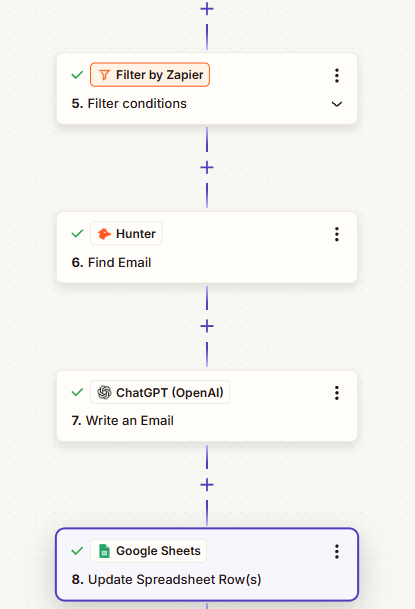 Filter by Zapier
5. Filter conditions
Hunter
6. Find Email
ChatGPT (OpenAI)
7. Write an Email
Google Sheets
8. Update Spreadsheet Row(s)